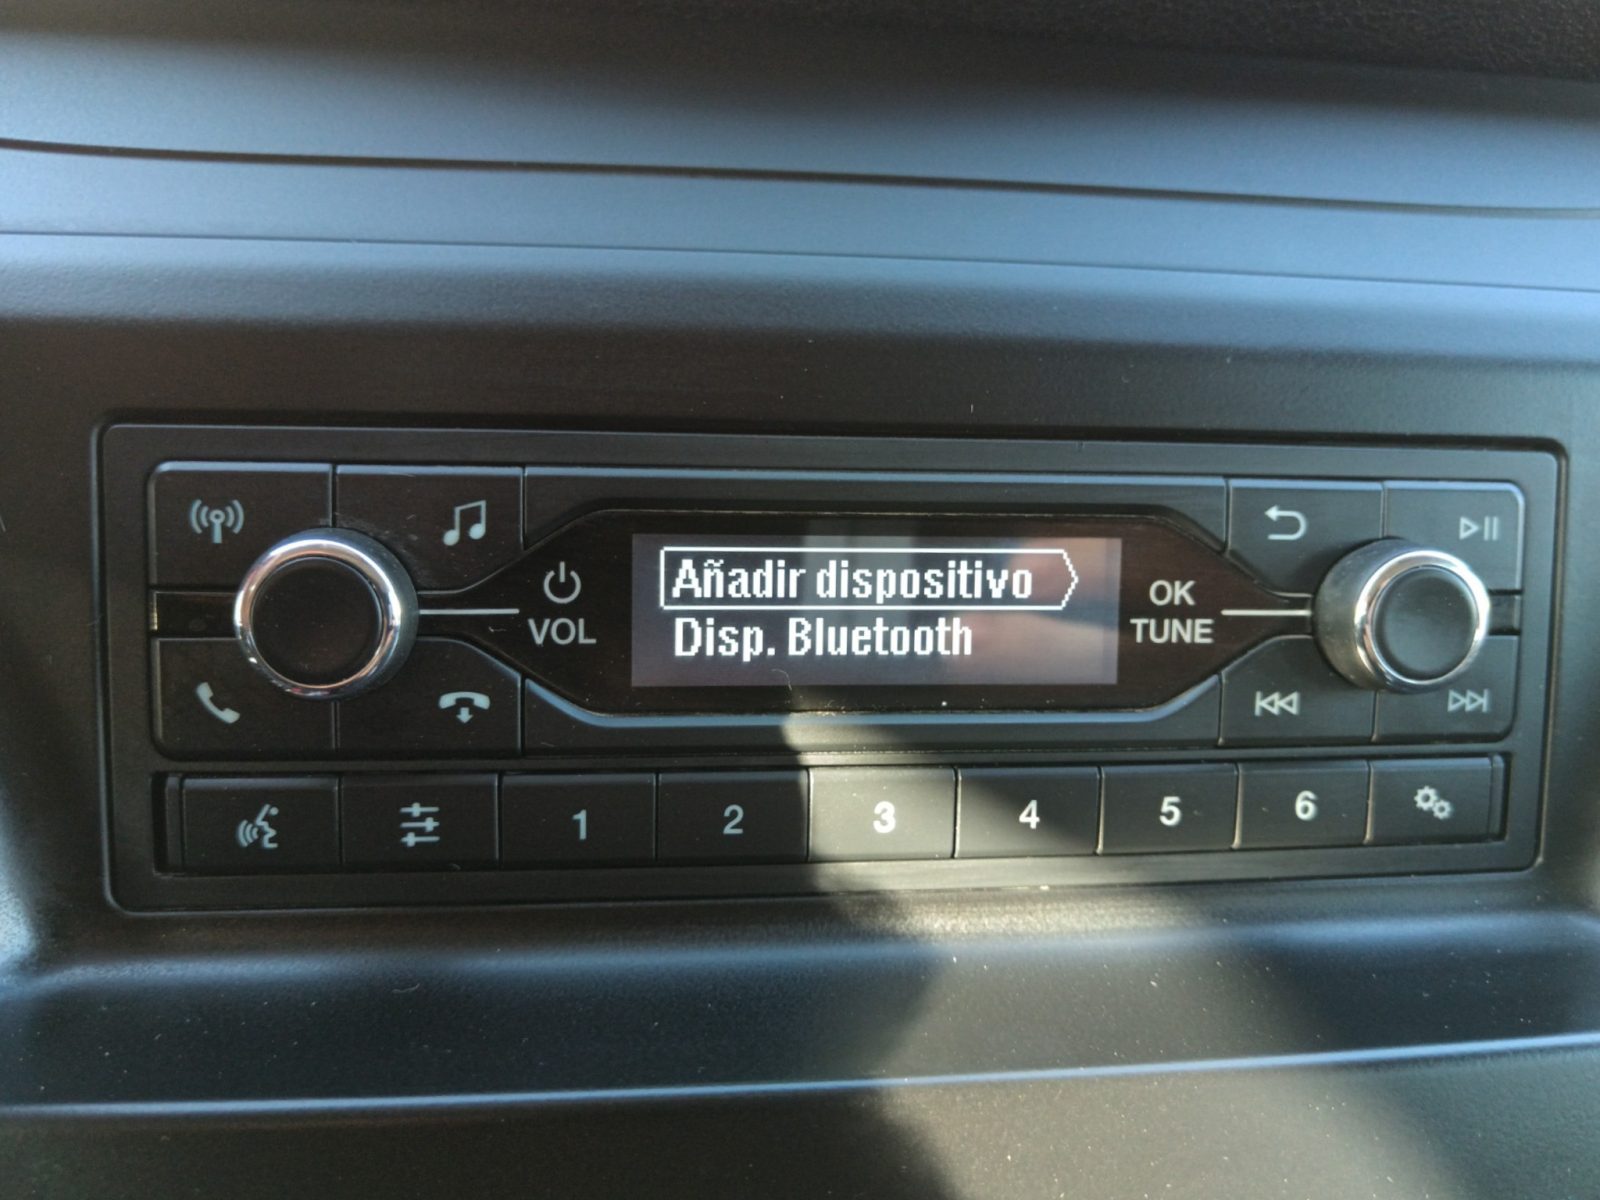 Añadir dispositivo
Disp. Bluetooth
VOL
OK
TUNE
1
2
3
4
5
6